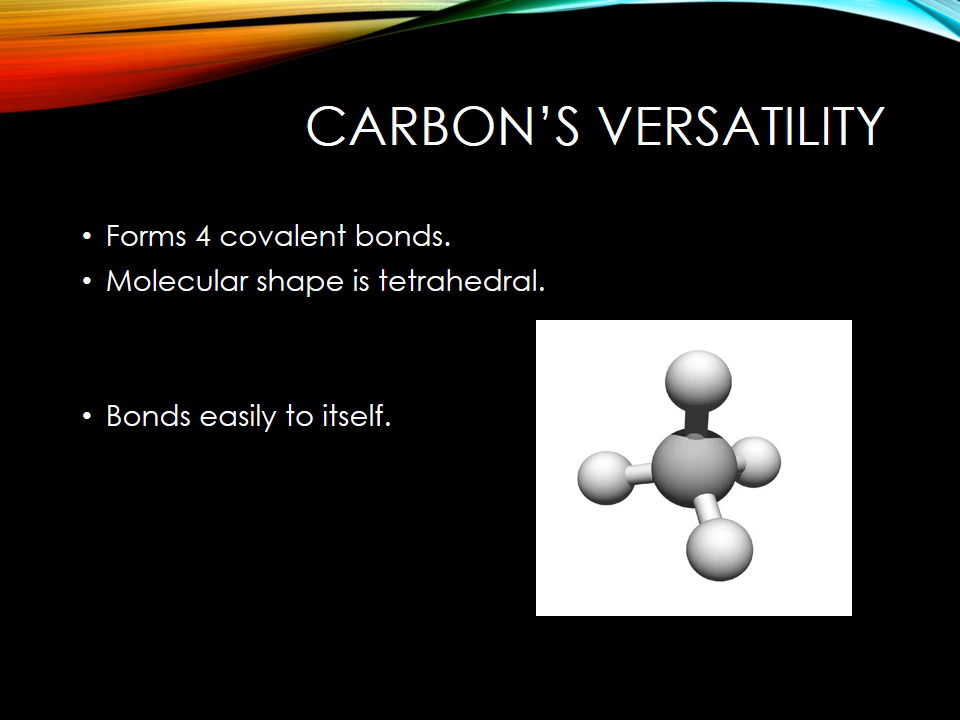 CARBON’S VERSATILITY
• Forms 4 covalent bonds.
• Molecular shape is tetrahedral.
• Bonds easily to itself.